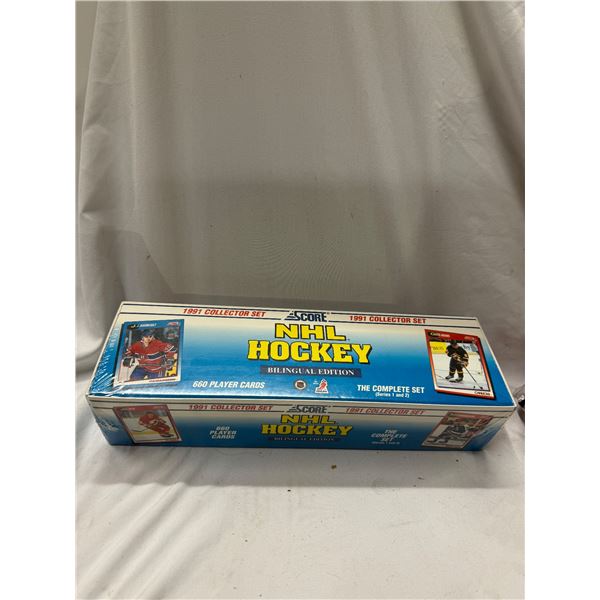 1991 COLLECTOR SET
SCORE
1991 COLLECTOR SET
NHL
HOCKEY
BILINGUAL EDITION
660 PLAYER CARDS
THE COMPLETE SET
(Series 1 and 2)
1991 COLLECTOR SET
1991 COLLECTOR SET
NHL
HOCKEY
BILINGUAL EDITION
660
PLAYER
CARDS
THE
COMPLETE
SET